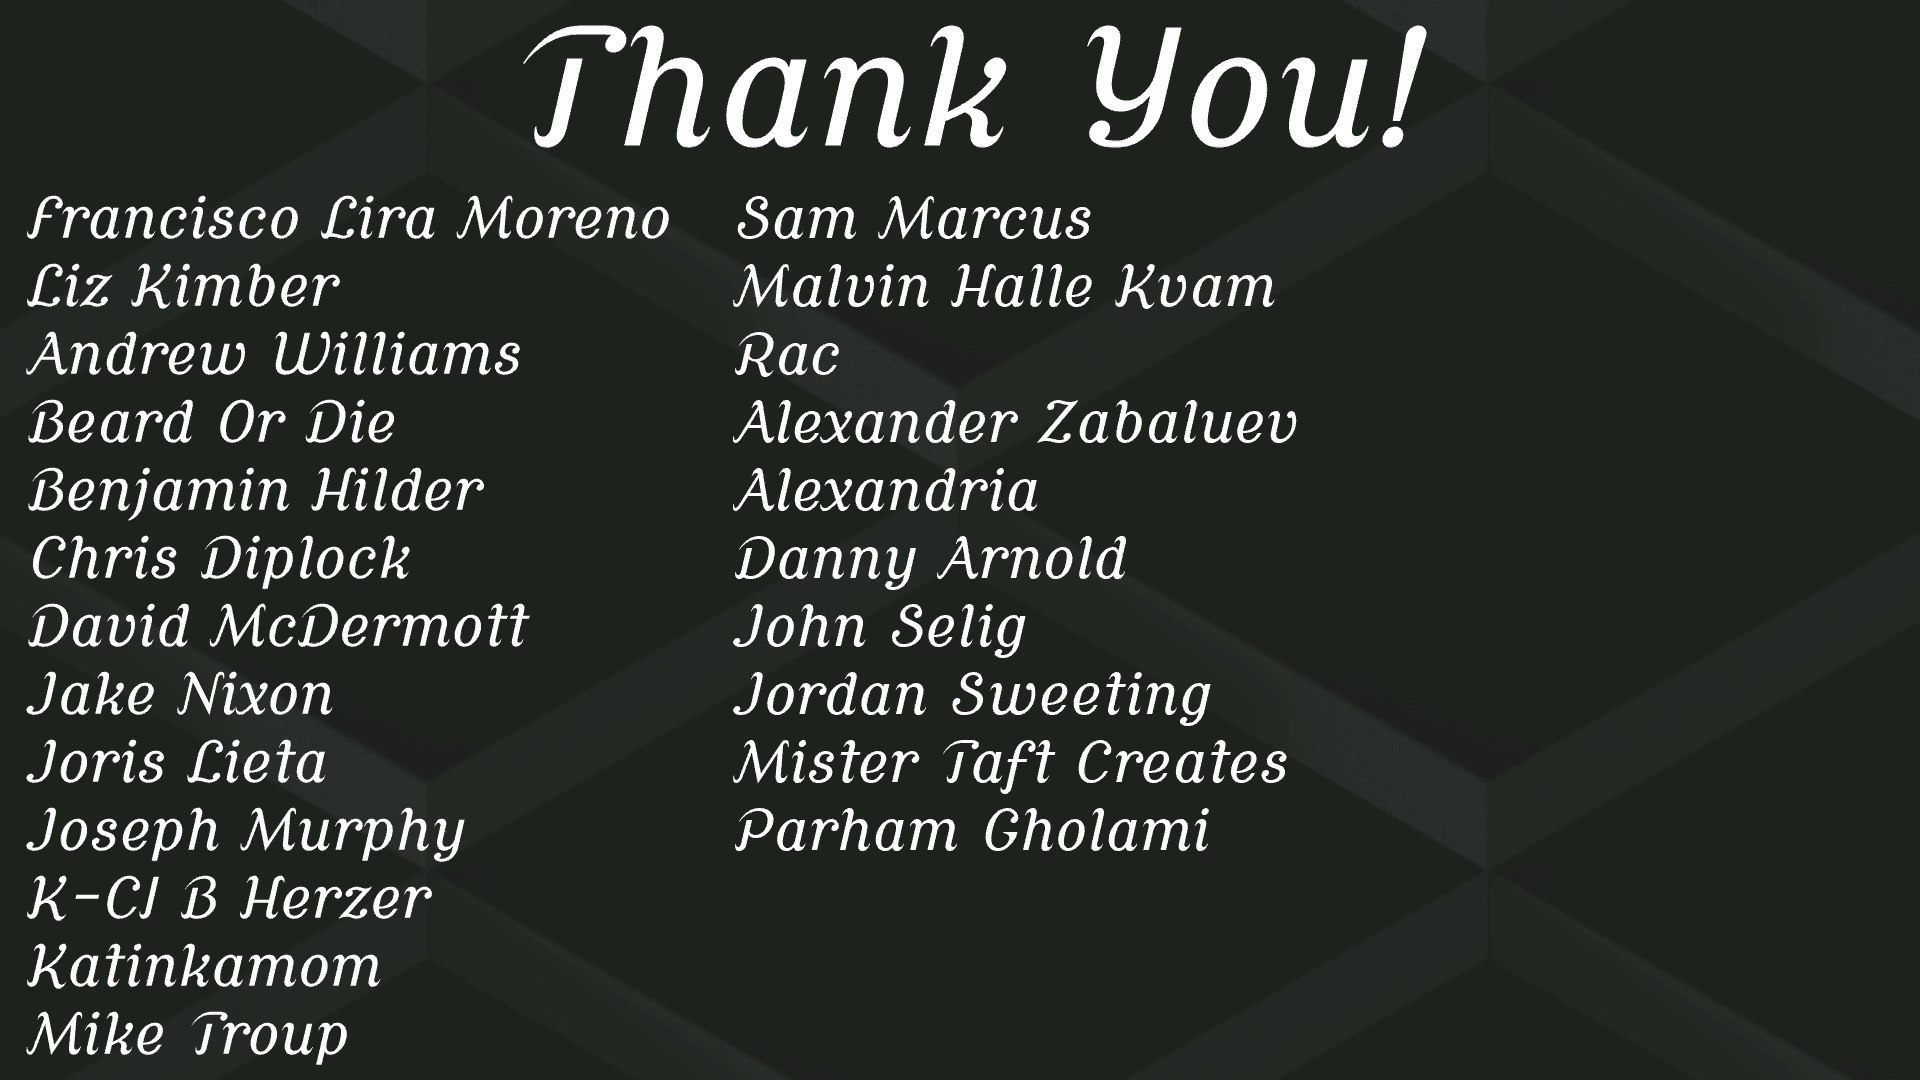 Thank You!
Francisco Lira Moreno
Liz Kimber
Andrew Williams
Beard Or Die
Benjamin Hilder
Chris Diplock
David McDermott
Jake Nixon
Joris Lieta
Joseph Murphy
K-CJ B Herzer
Katinkamom
Mike Troup
Sam Marcus
Malvin Halle Kvam
Rac
Alexander Zabaluev
Alexandria
Danny Arnold
John Selig
Jordan Sweeting
Mister Taft Creates
Parham Gholami